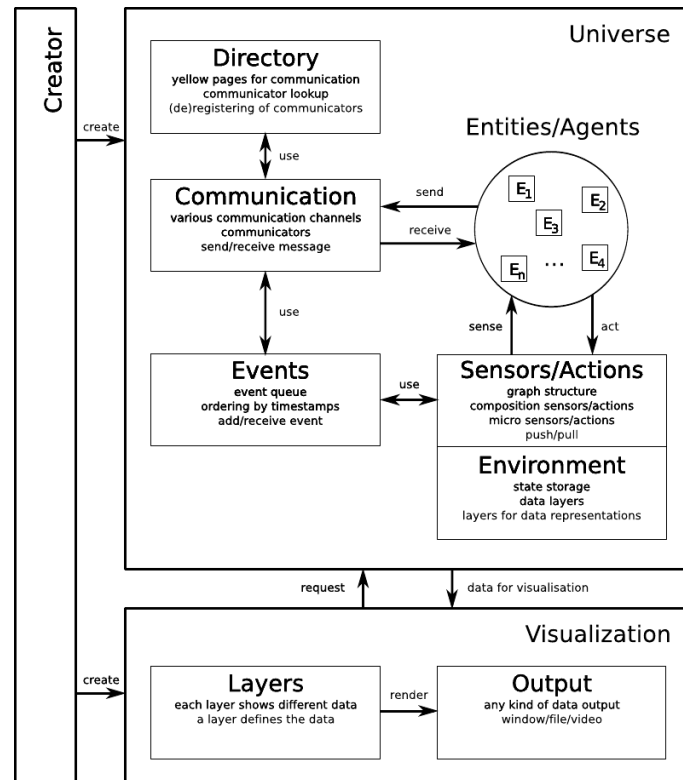 Creator
Universe
Directory
yellow pages for communication
communicator lookup
(de)registering of communicators
create
use
Entities/Agents
Communication
various communication channels
communicators
send/receive message
send
receive
E1
E2
E3
E4
...
En
use
sense
act
Events
event queue
ordering by timestamps
add/receive event
use
Sensors/Actions
graph structure
composition sensors/actions
micro sensors/actions
push/pull
Environment
state storage
data layers
layers for data representations
request
data for visualisation
Visualization
create
Layers
each layer shows different data
a layer defines the data
render
Output
any kind of data output
window/file/video